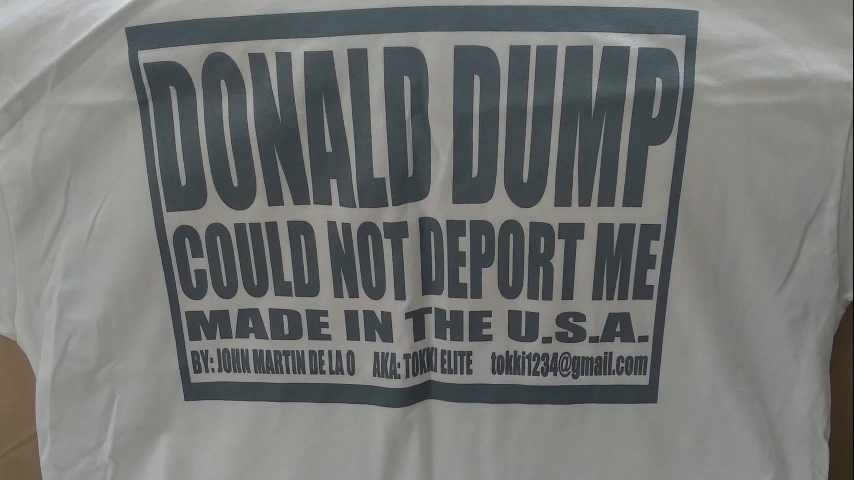 DONALD DUMP
COULD NOT DEPORT ME
MADE IN THE U.S.A.
BY: JOHN MARTIN DE LA O AKA: TOKKI ELITE tokki1234@gmail.com